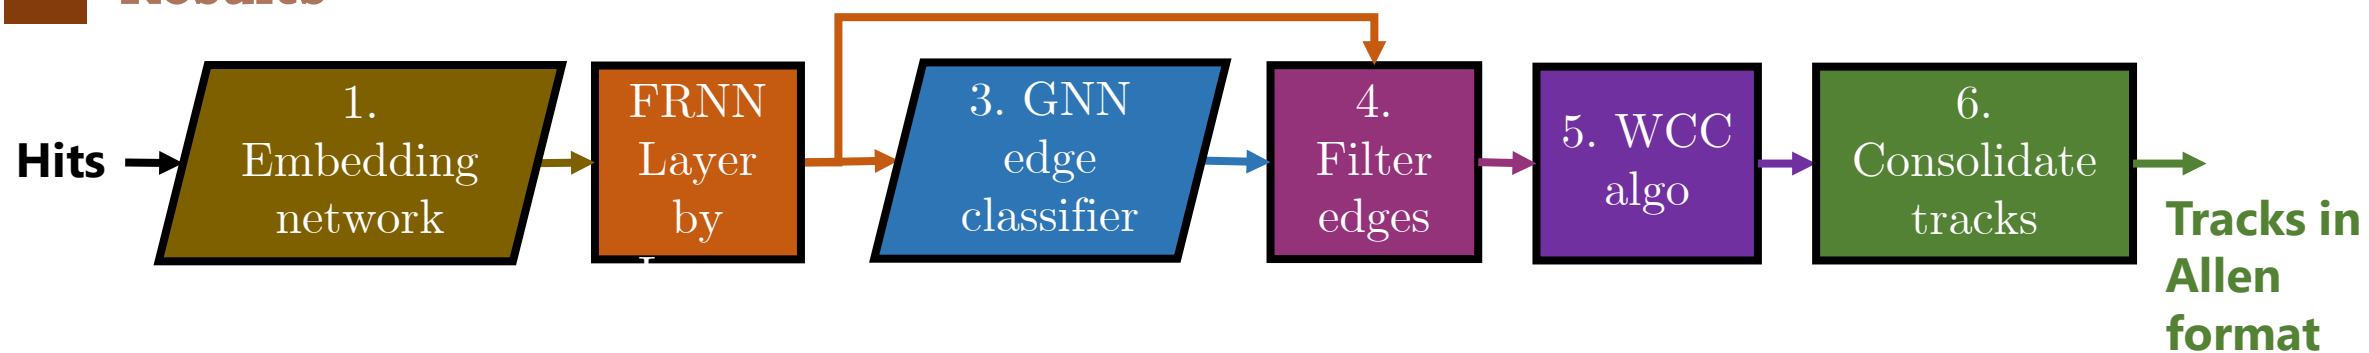 Results
Hits
1.
Embedding
network
FRNN
Layer
by
3. GNN
edge
classifier
4.
Filter
edges
5. WCC
algo
6.
Consolidate
tracks
Tracks in
Allen
format